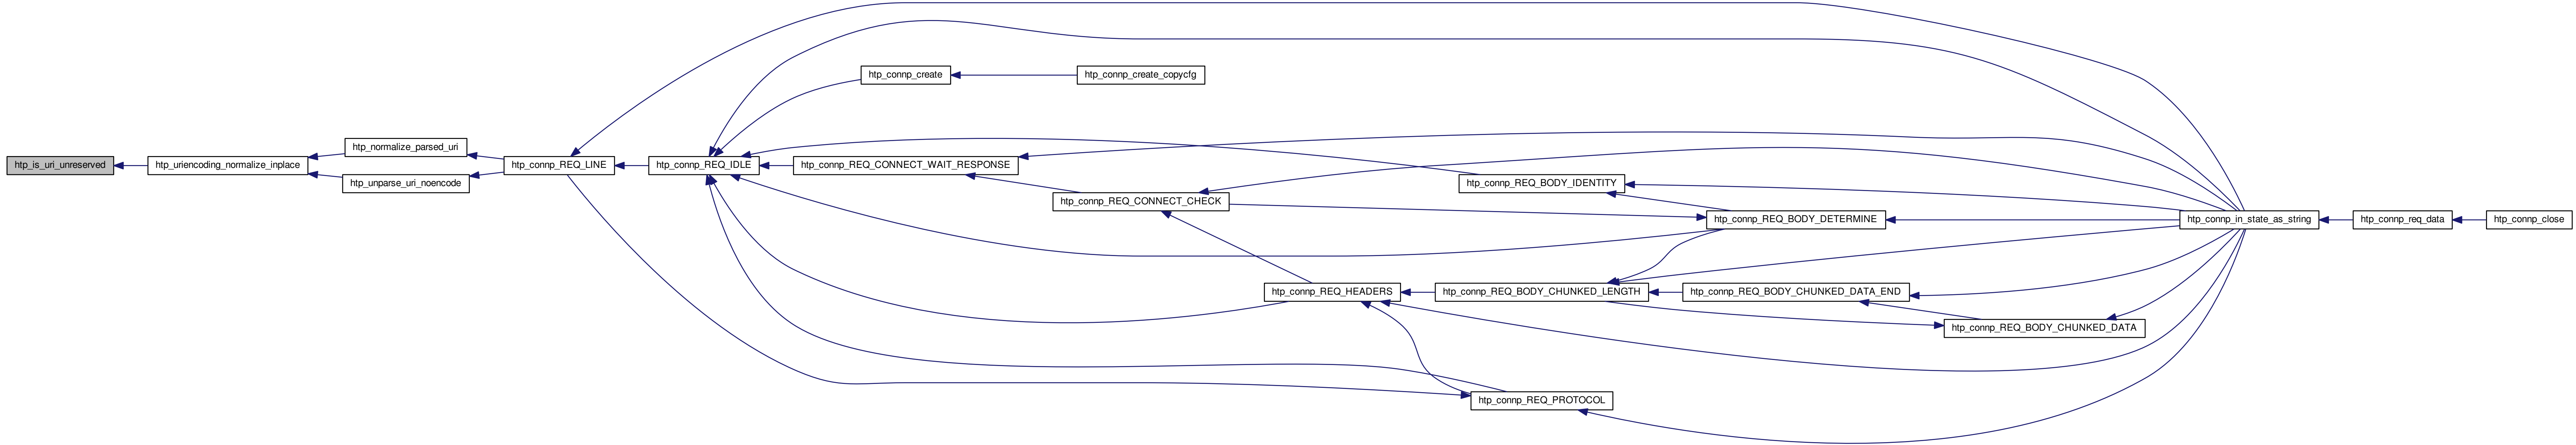 htp_is_uri_unreserved
htp_uriencoding_normalize_inplace
htp_normalize_parsed_uri
htp_unparse_uri_noencode
htp_connp_REQ_LINE
htp_connp_REQ_IDLE
htp_connp_create
htp_connp_create_copycfg
htp_connp_REQ_CONNECT_WAIT_RESPONSE
htp_connp_REQ_CONNECT_CHECK
htp_connp_REQ_HEADERS
htp_connp_REQ_BODY_IDENTITY
htp_connp_REQ_BODY_CHUNKED_LENGTH
htp_connp_REQ_PROTOCOL
htp_connp_REQ_BODY_DETERMINE
htp_connp_REQ_BODY_CHUNKED_DATA_END
htp_connp_REQ_BODY_CHUNKED_DATA
htp_connp_in_state_as_string
htp_connp_req_data
htp_connp_close